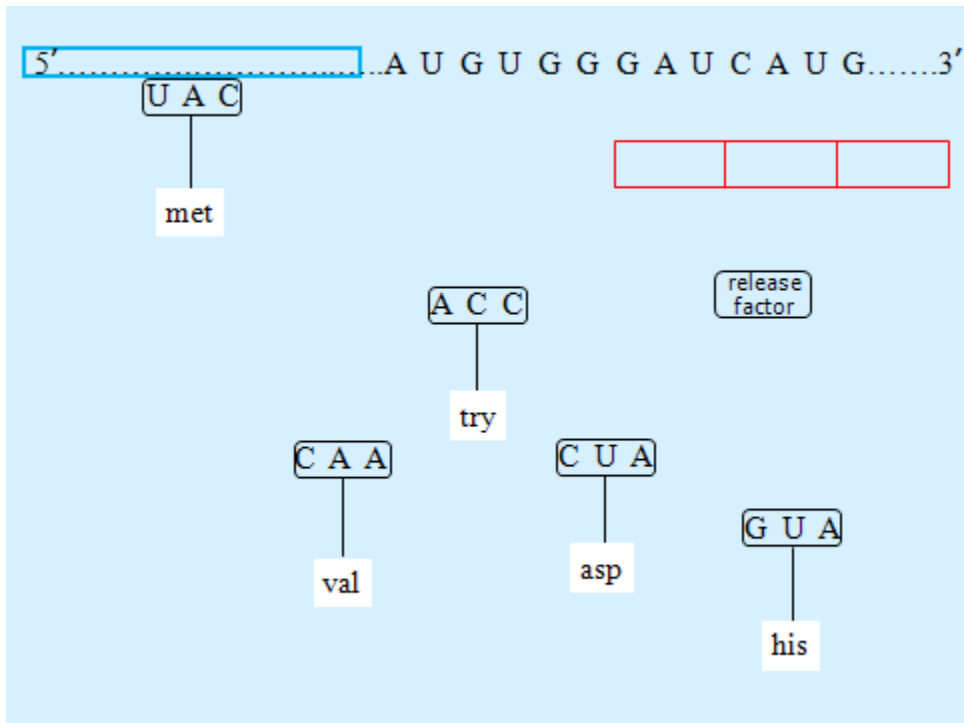 5′..............................A U G U G G G A U C A U G.......3′
U A C
met
release
factor
A C C
try
C A A
C U A
val
asp
G U A
his